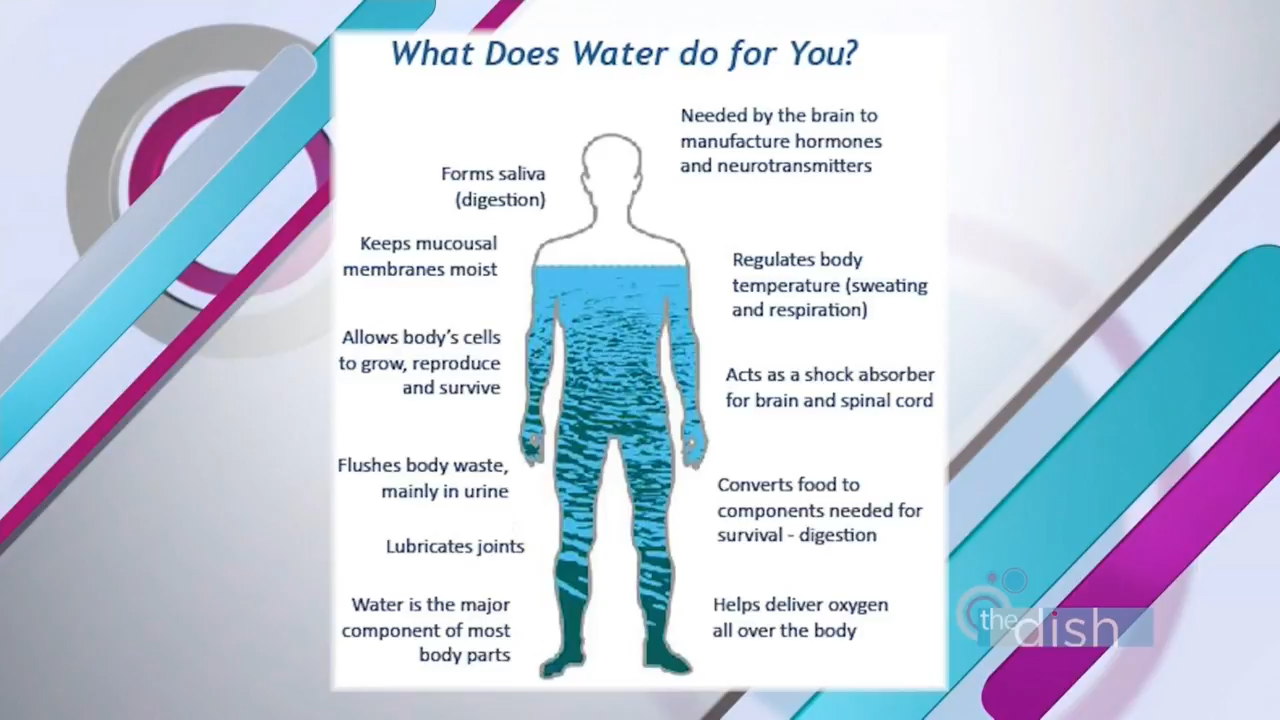 What Does Water do for You?
Needed by the brain to
manufacture hormones
and neurotransmitters
Forms saliva
(digestion)
Keeps mucousal
membranes moist
Regulates body
temperature (sweating
and respiration)
Allows body's cells
to grow, reproduce
and survive
Acts as a shock absorber
for brain and spinal cord
Flushes body waste,
mainly in urine
Converts food to
components needed for
survival - digestion
Lubricates joints
Water is the major
component of most
body parts
Helps deliver oxygen
all over the body
the dish